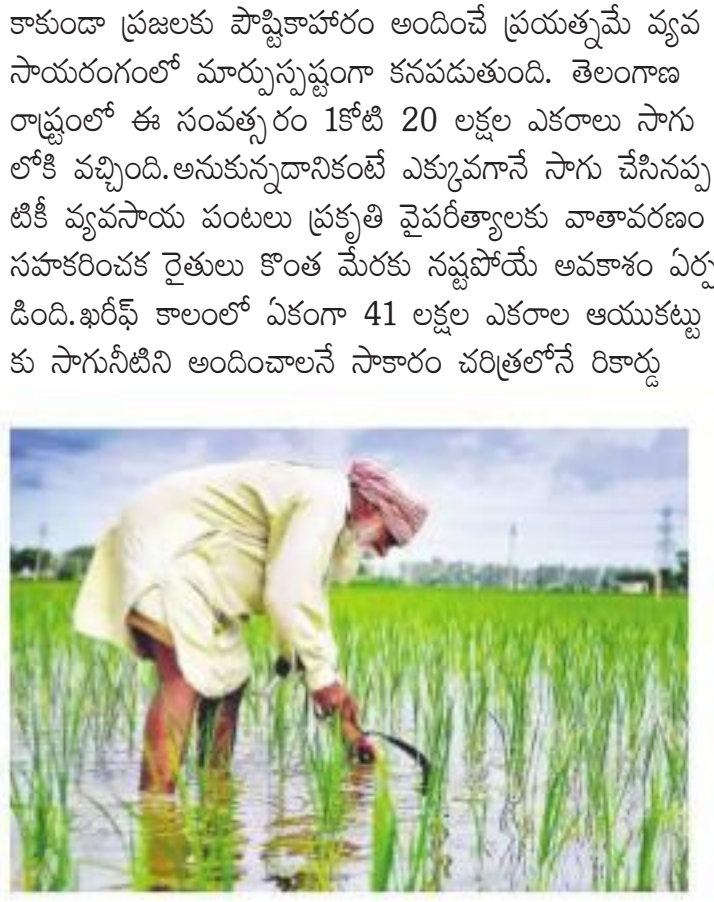 కాకుండా ప్రజలకు పౌష్టికాహారం అందించే ప్రయత్నమే వ్యవ
సాయరంగంలో మార్పుస్పష్టంగా కనపడుతుంది. తెలంగాణ
రాష్ట్రంలో ఈ సంవత్సరం 1కోటి 20 లక్షల ఎకరాలు సాగు
లోకి వచ్చింది.అనుకున్నదానికంటే ఎక్కువగానే సాగు చేసినప్ప
టికీ వ్యవసాయ పంటలు ప్రకృతి వైపరీత్యాలకు వాతావరణం
సహకరించక రైతులు కొంత మేరకు నష్టపోయే అవకాశం ఏర్ప
డింది.ఖరీఫ్ కాలంలో ఏకంగా 41 లక్షల ఎకరాల ఆయుకట్టు
కు సాగునీటిని అందించాలనే సాకారం చరిత్రలోనే రికార్డు